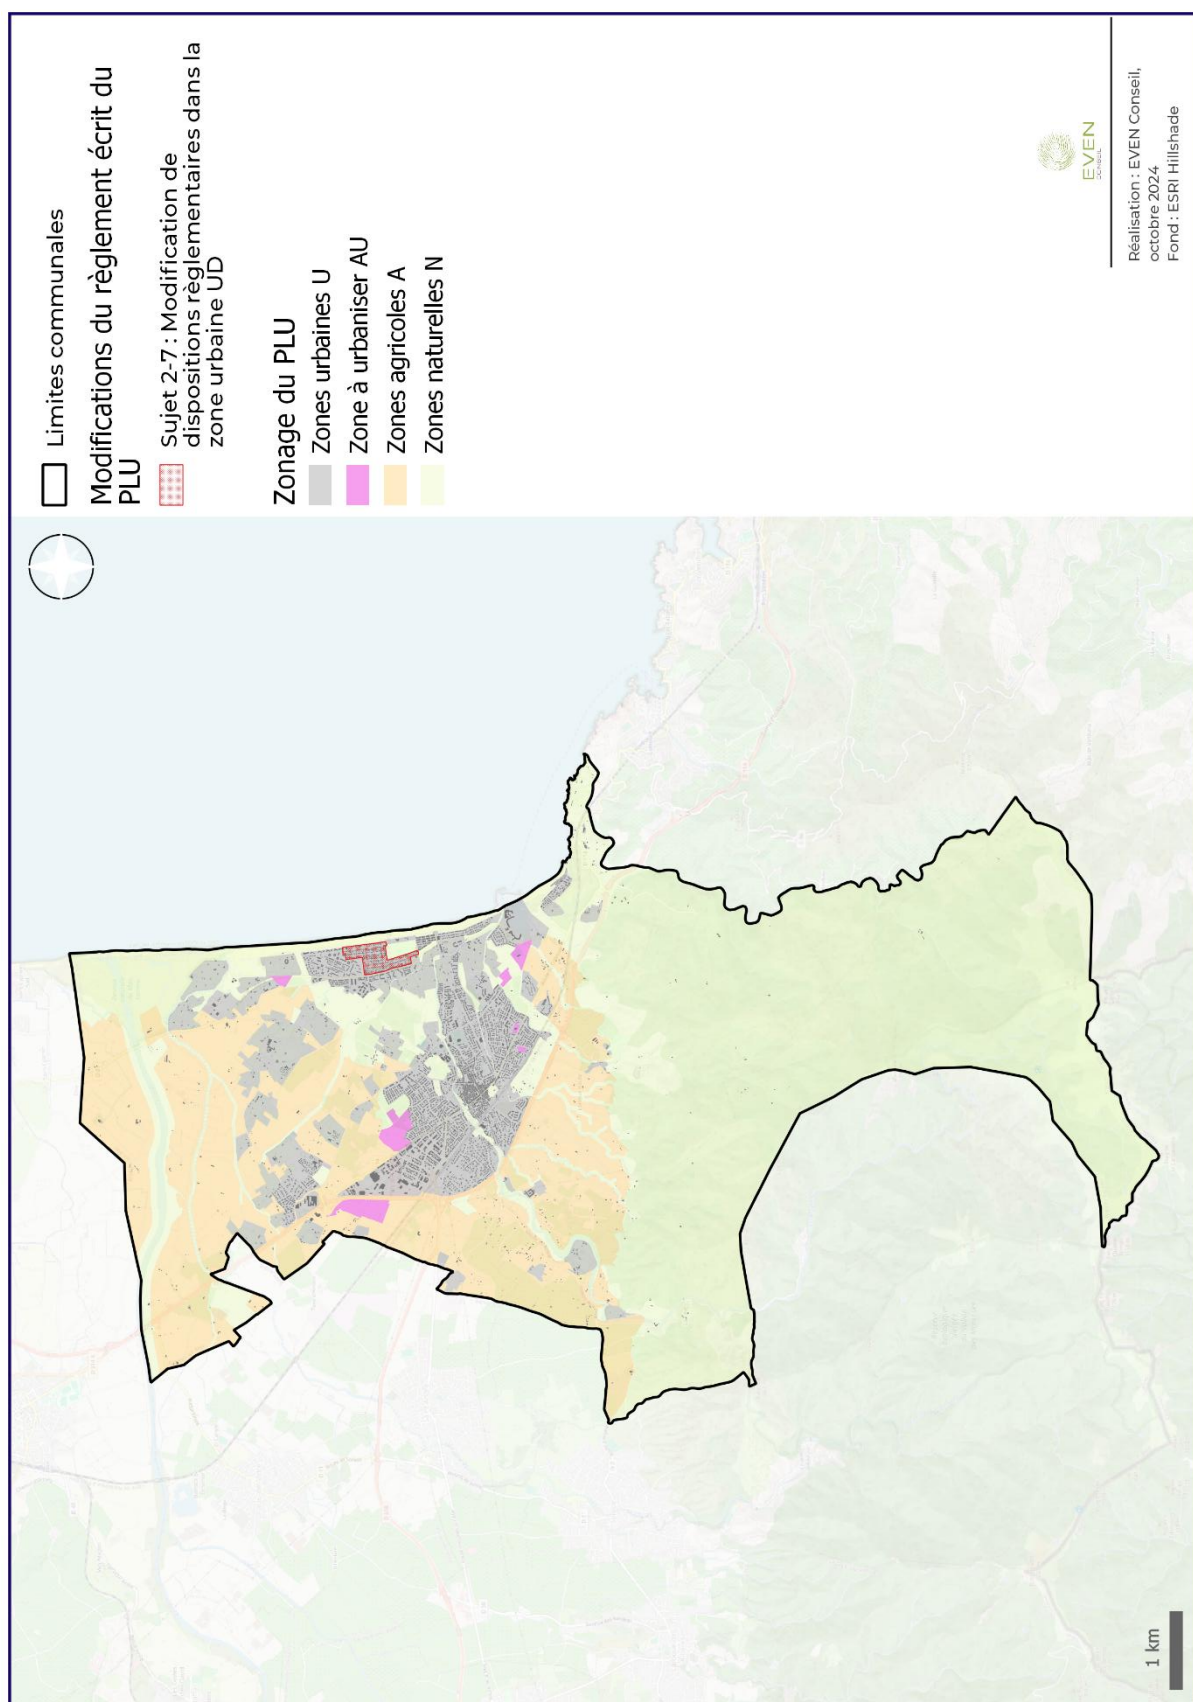 Limites communales
Modifications du règlement écrit du
PLU
Sujet 2-7 : Modification de
dispositions règlementaires dans la
zone urbaine UD
Zonage du PLU
Zones urbaines U
Zone à urbaniser AU
Zones agricoles A
Zones naturelles N
EVEN
CONSEIL
Réalisation : EVEN Conseil,
octobre 2024
Fond : ESRI Hillshade
1 km